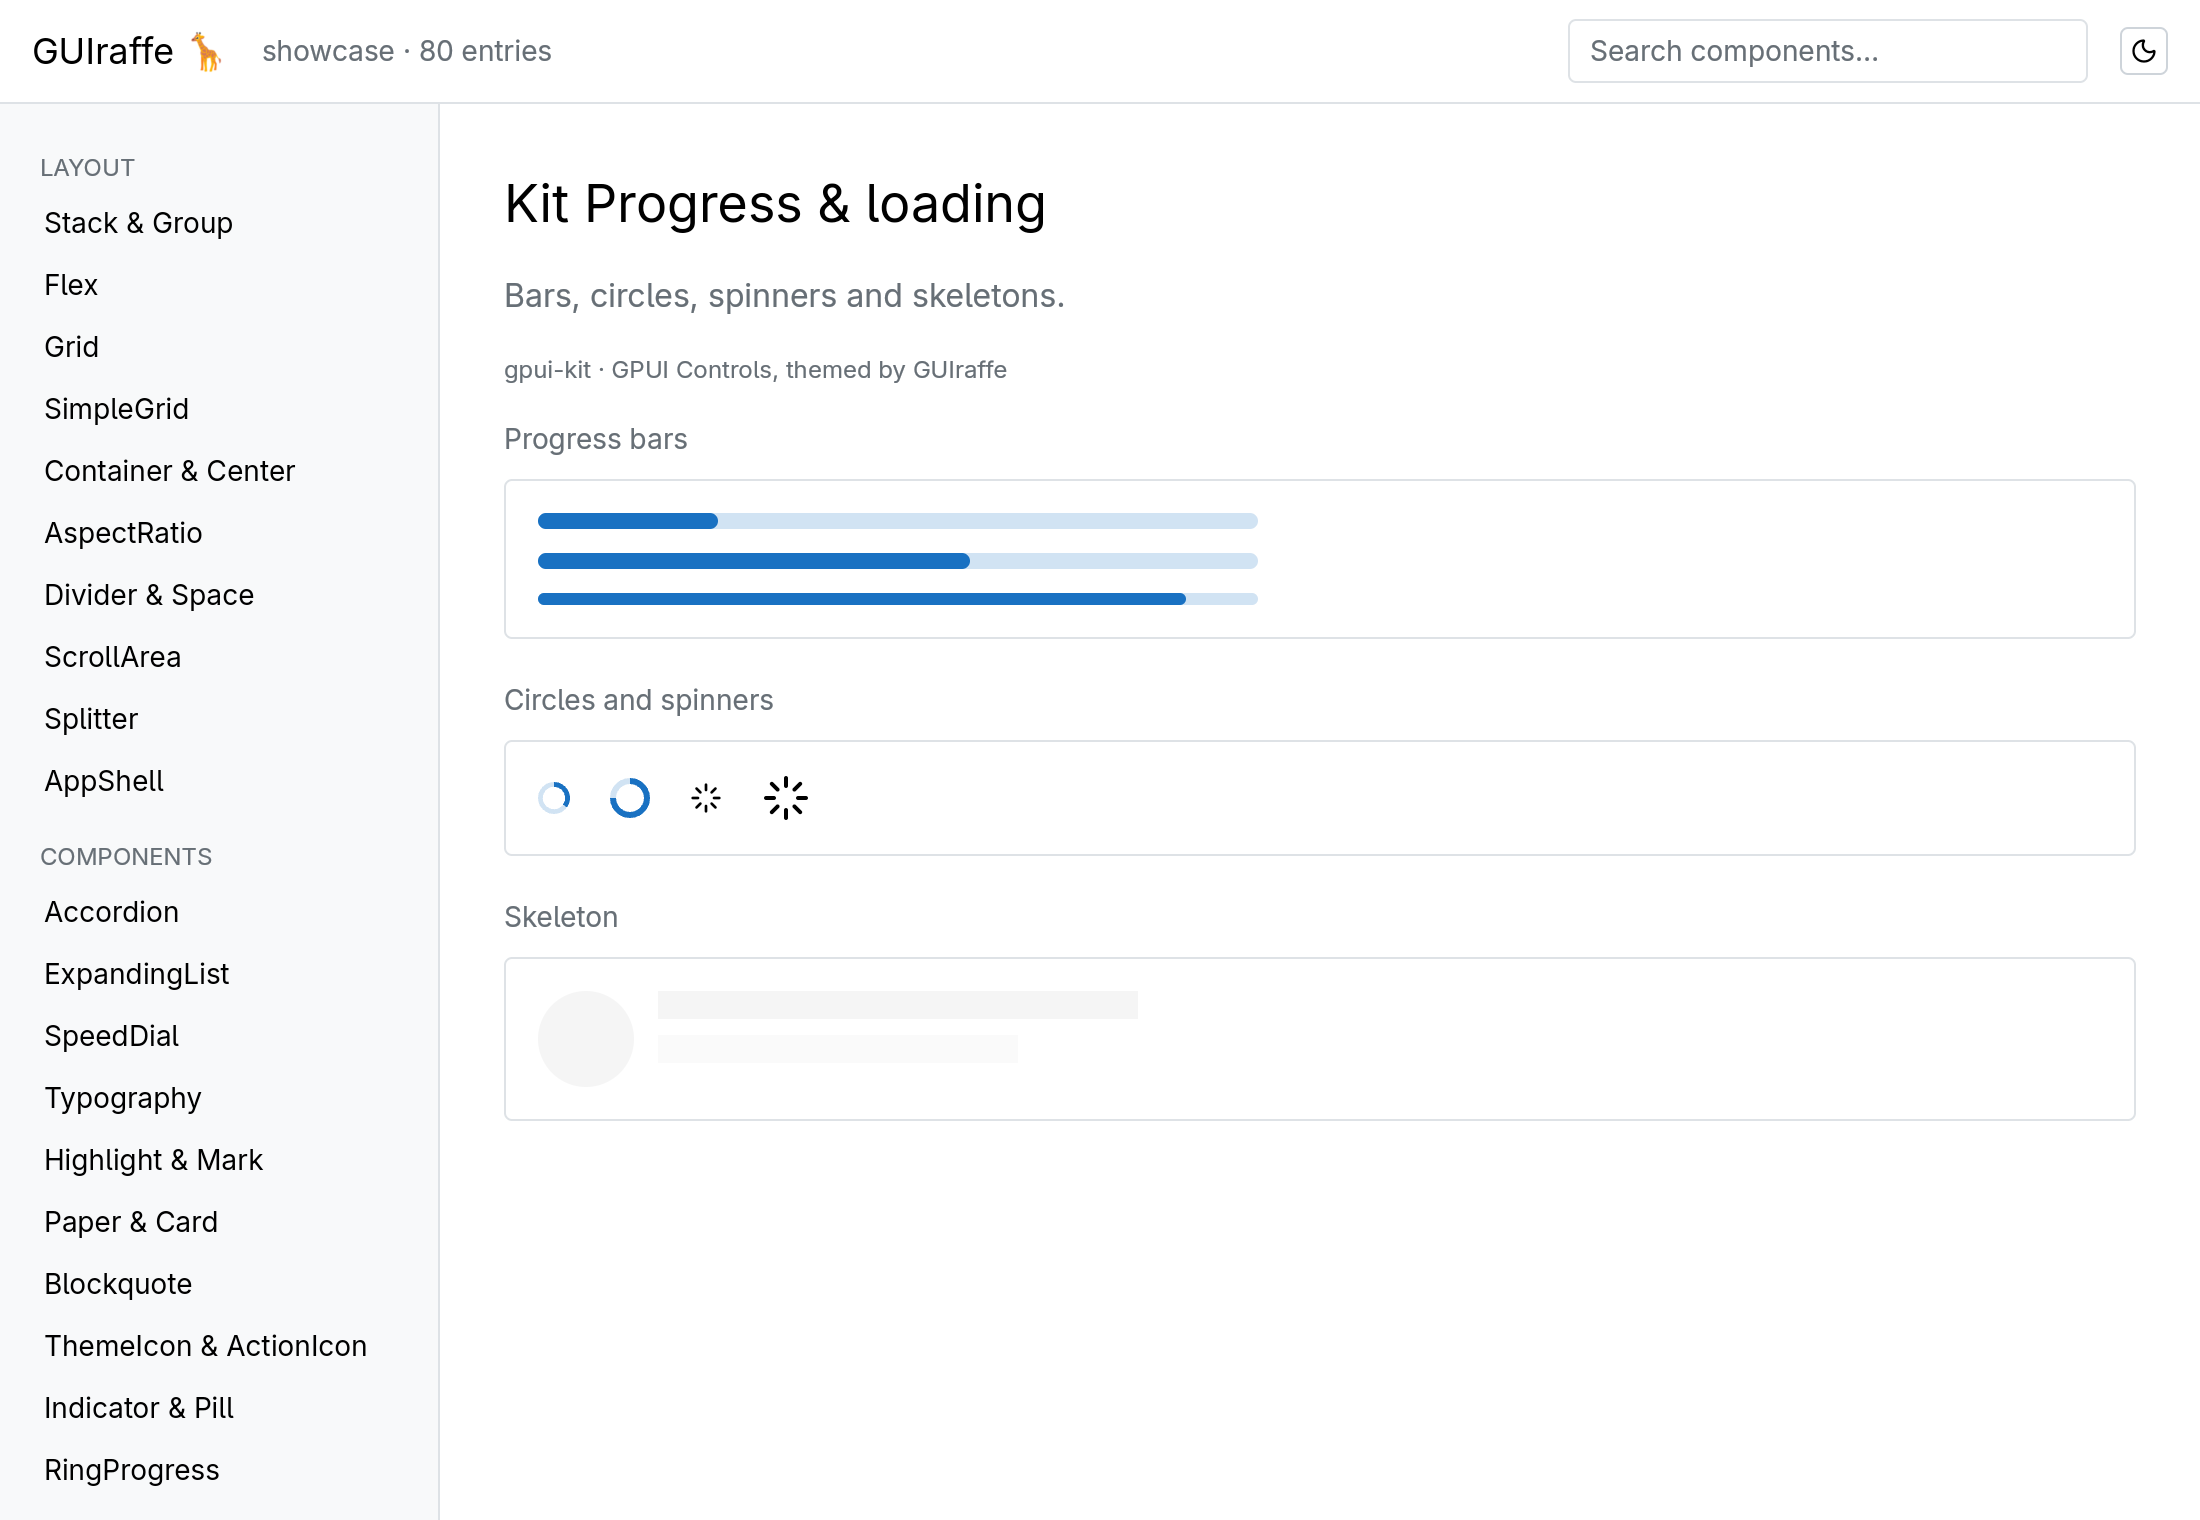 GUIraffe 🦒
showcase · 80 entries
Search components...
LAYOUT
Stack & Group
Flex
Grid
SimpleGrid
Container & Center
AspectRatio
Divider & Space
ScrollArea
Splitter
AppShell
COMPONENTS
Accordion
ExpandingList
SpeedDial
Typography
Highlight & Mark
Paper & Card
Blockquote
ThemeIcon & ActionIcon
Indicator & Pill
RingProgress
Kit Progress & loading
Bars, circles, spinners and skeletons.
gpui-kit · GPUI Controls, themed by GUIraffe
Progress bars
Circles and spinners
Skeleton